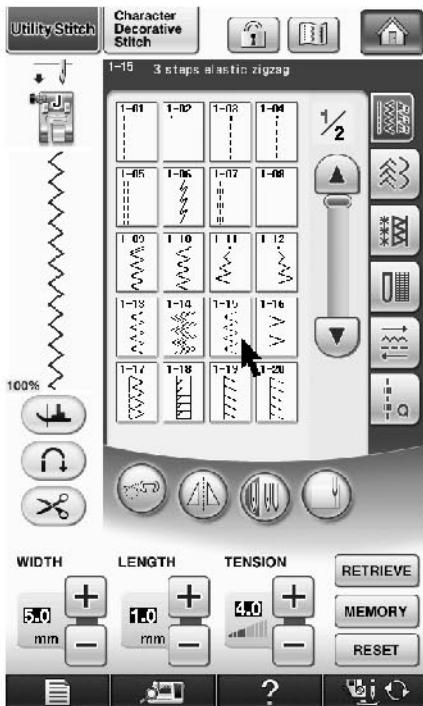 Utility Stitch
Character
Decorative
Stitch
1-15 3 steps elastic zigzag
J
1-01 1-02 1-03 1-04
1/2
1-05 1-06 1-07 1-08
1-09 1-10 1-11 1-12
1-13 1-14 1-15 1-16
100%
1-17 1-18 1-19 1-20
a
WIDTH LENGTH TENSION
RETRIEVE
5.0 1.0 4.0
mm mm
MEMORY
RESET
?